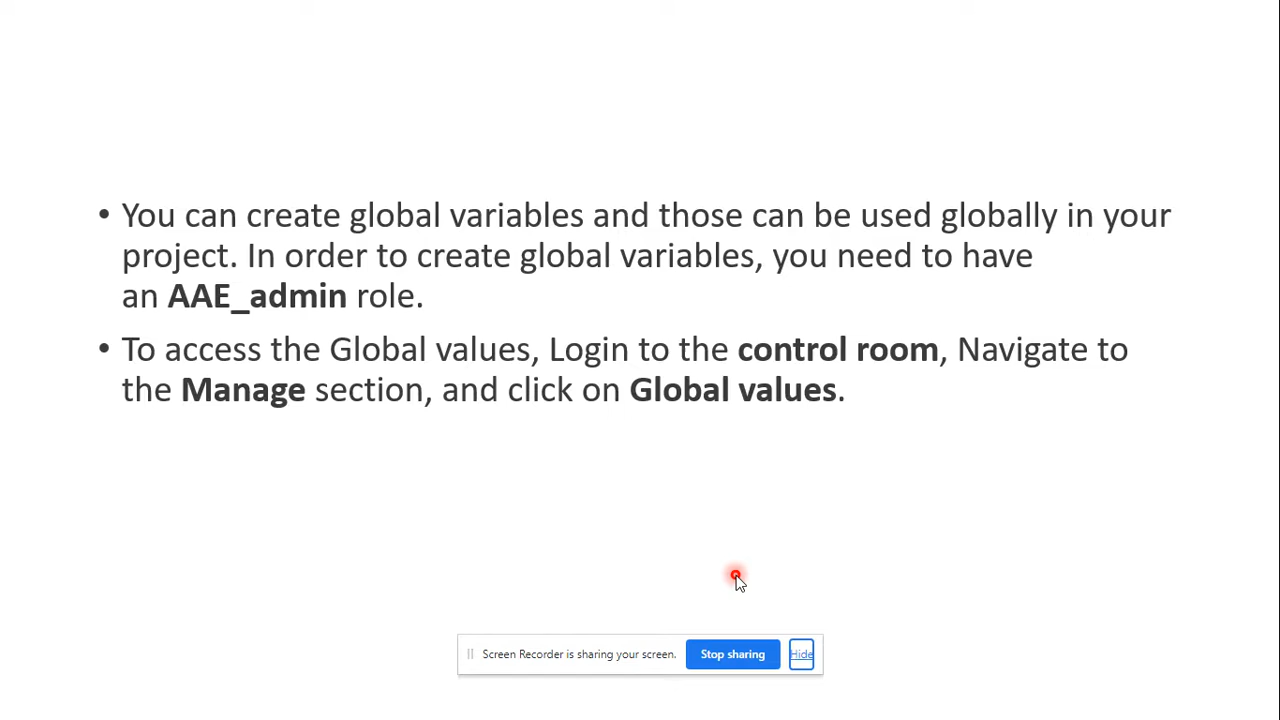 • You can create global variables and those can be used globally in your
project. In order to create global variables, you need to have
an AAE_admin role.
• To access the Global values, Login to the control room, Navigate to
the Manage section, and click on Global values.
Screen Recorder is sharing your screen. Stop sharing Hide